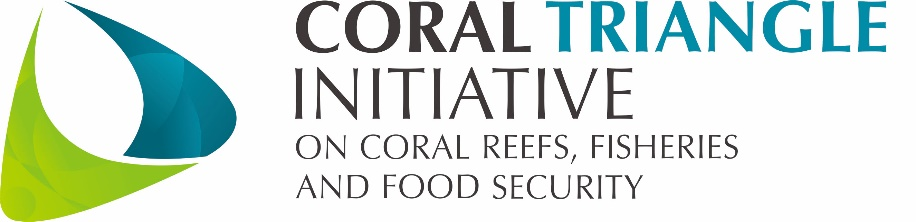 CORAL TRIANGLE
INITIATIVE
ON CORAL REEFS, FISHERIES
AND FOOD SECURITY